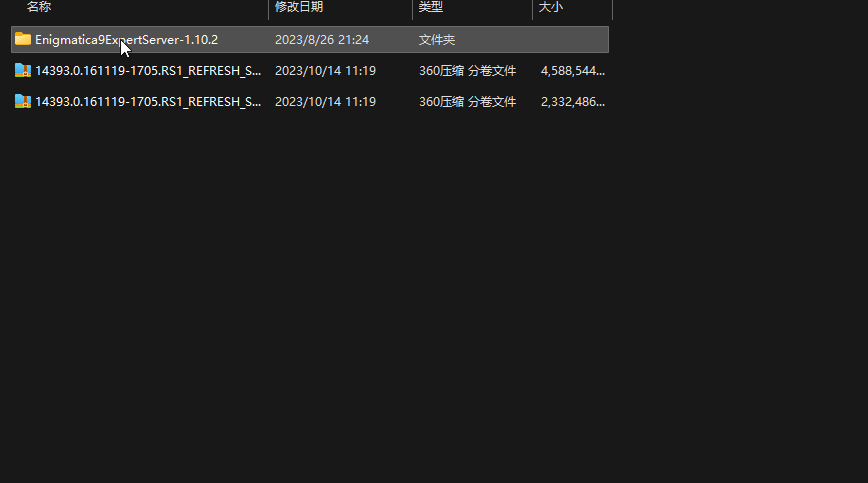 名称 修改日期 类型 大小
Enigmatica9ExpertServer-1.10.2 2023/8/26 21:24 文件夹
14393.0.161119-1705.RS1_REFRESH_S... 2023/10/14 11:19 360压缩 分卷文件 4,588,544...
14393.0.161119-1705.RS1_REFRESH_S... 2023/10/14 11:19 360压缩 分卷文件 2,332,486...